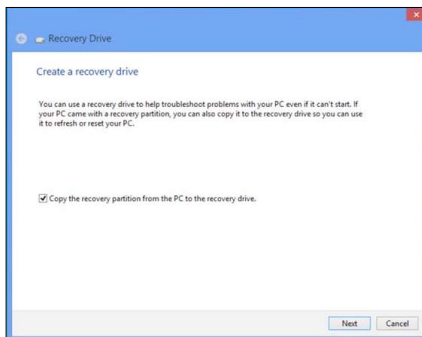 Recovery Drive
Create a recovery drive
You can use a recovery drive to help troubleshoot problems with your PC even if it can't start. If
your PC came with a recovery partition, you can also copy it to the recovery drive so you can use
it to refresh or reset your PC.
Copy the recovery partition from the PC to the recovery drive.
Next Cancel